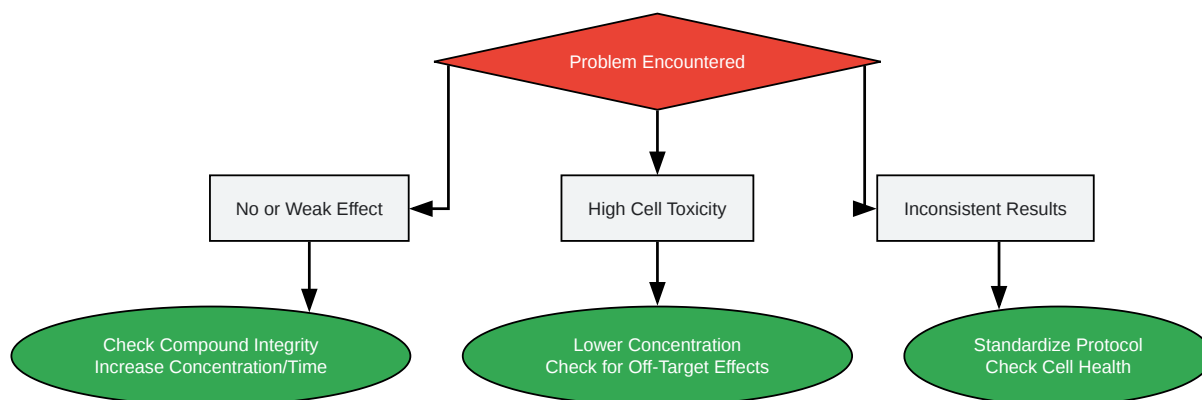 Problem Encountered
No or Weak Effect
High Cell Toxicity
Inconsistent Results
Check Compound Integrity
Increase Concentration/Time
Lower Concentration
Check for Off-Target Effects
Standardize Protocol
Check Cell Health